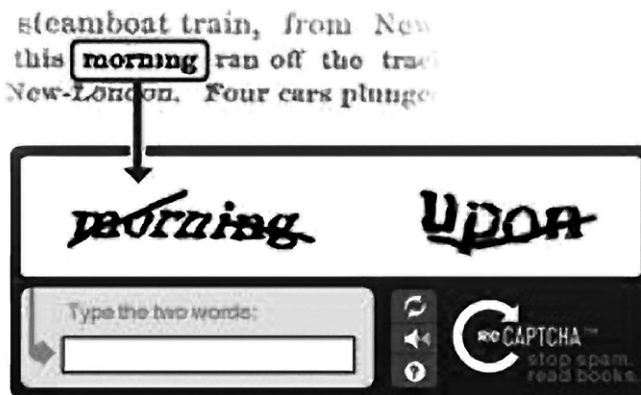 steamboat train, from New
this morning ran off the trac
New-London. Four cars plunge
morning upon
Type the two words:
reCAPTCHA™
stop spam.
read books.